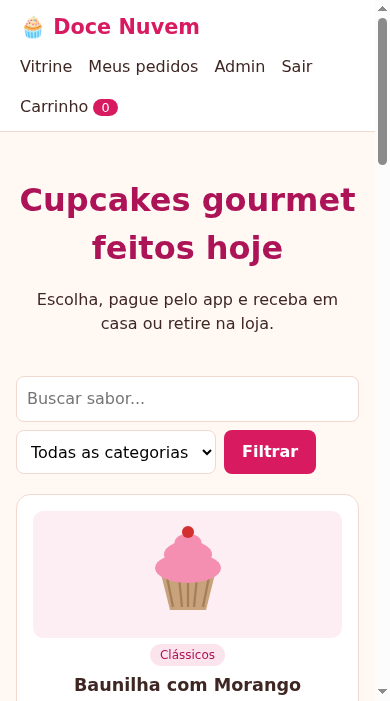 🧁 Doce Nuvem
Vitrine Meus pedidos Admin Sair
Carrinho 0
Cupcakes gourmet
feitos hoje
Escolha, pague pelo app e receba em
casa ou retire na loja.
Buscar sabor...
Todas as categorias Filtrar
Clássicos
Baunilha com Morango